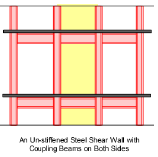 An Un-stiffened Steel Shear Wall with
Coupling Beams on Both Sides